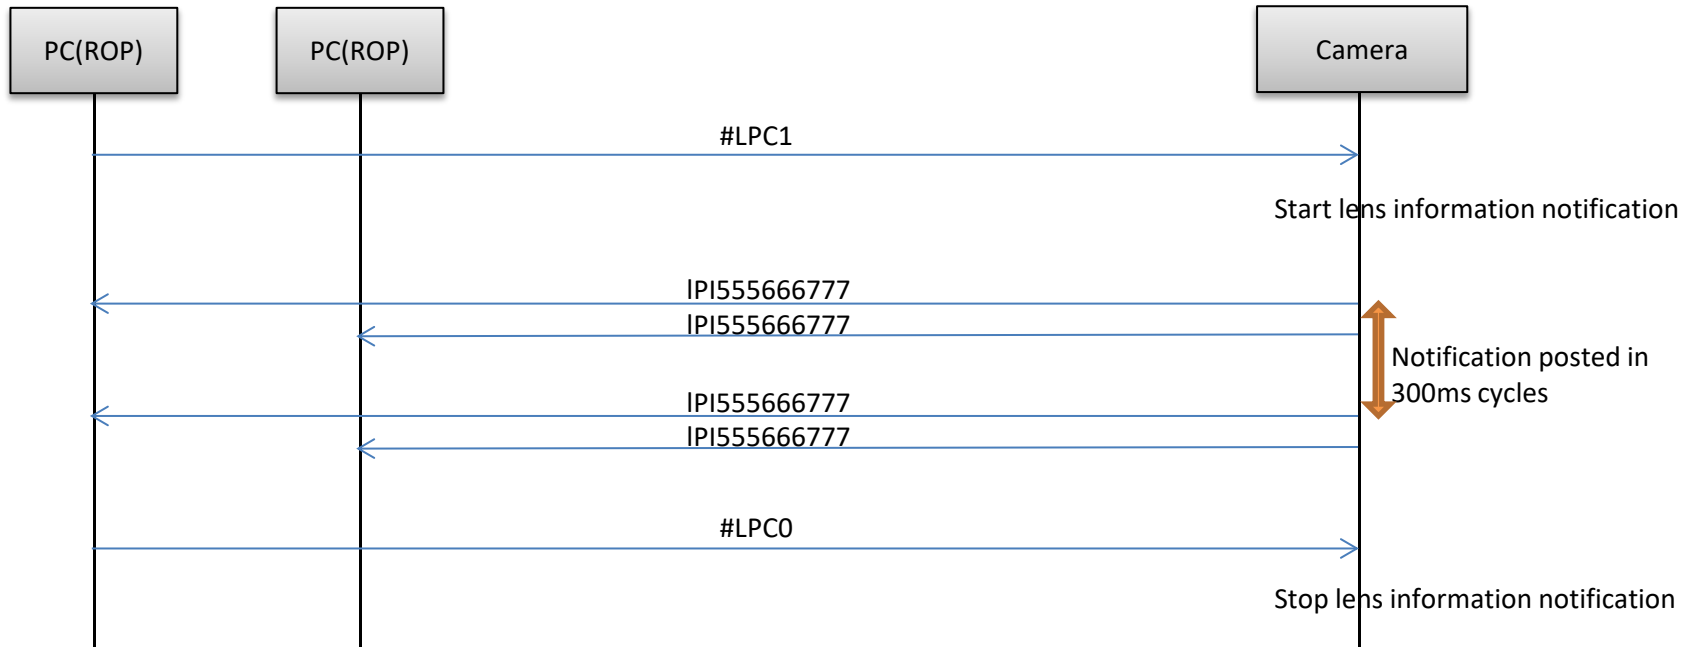 PC(ROP)
PC(ROP)
Camera
#LPC1
Start lens information notification
lPI555666777
lPI555666777
Notification posted in
300ms cycles
lPI555666777
lPI555666777
#LPC0
Stop lens information notification